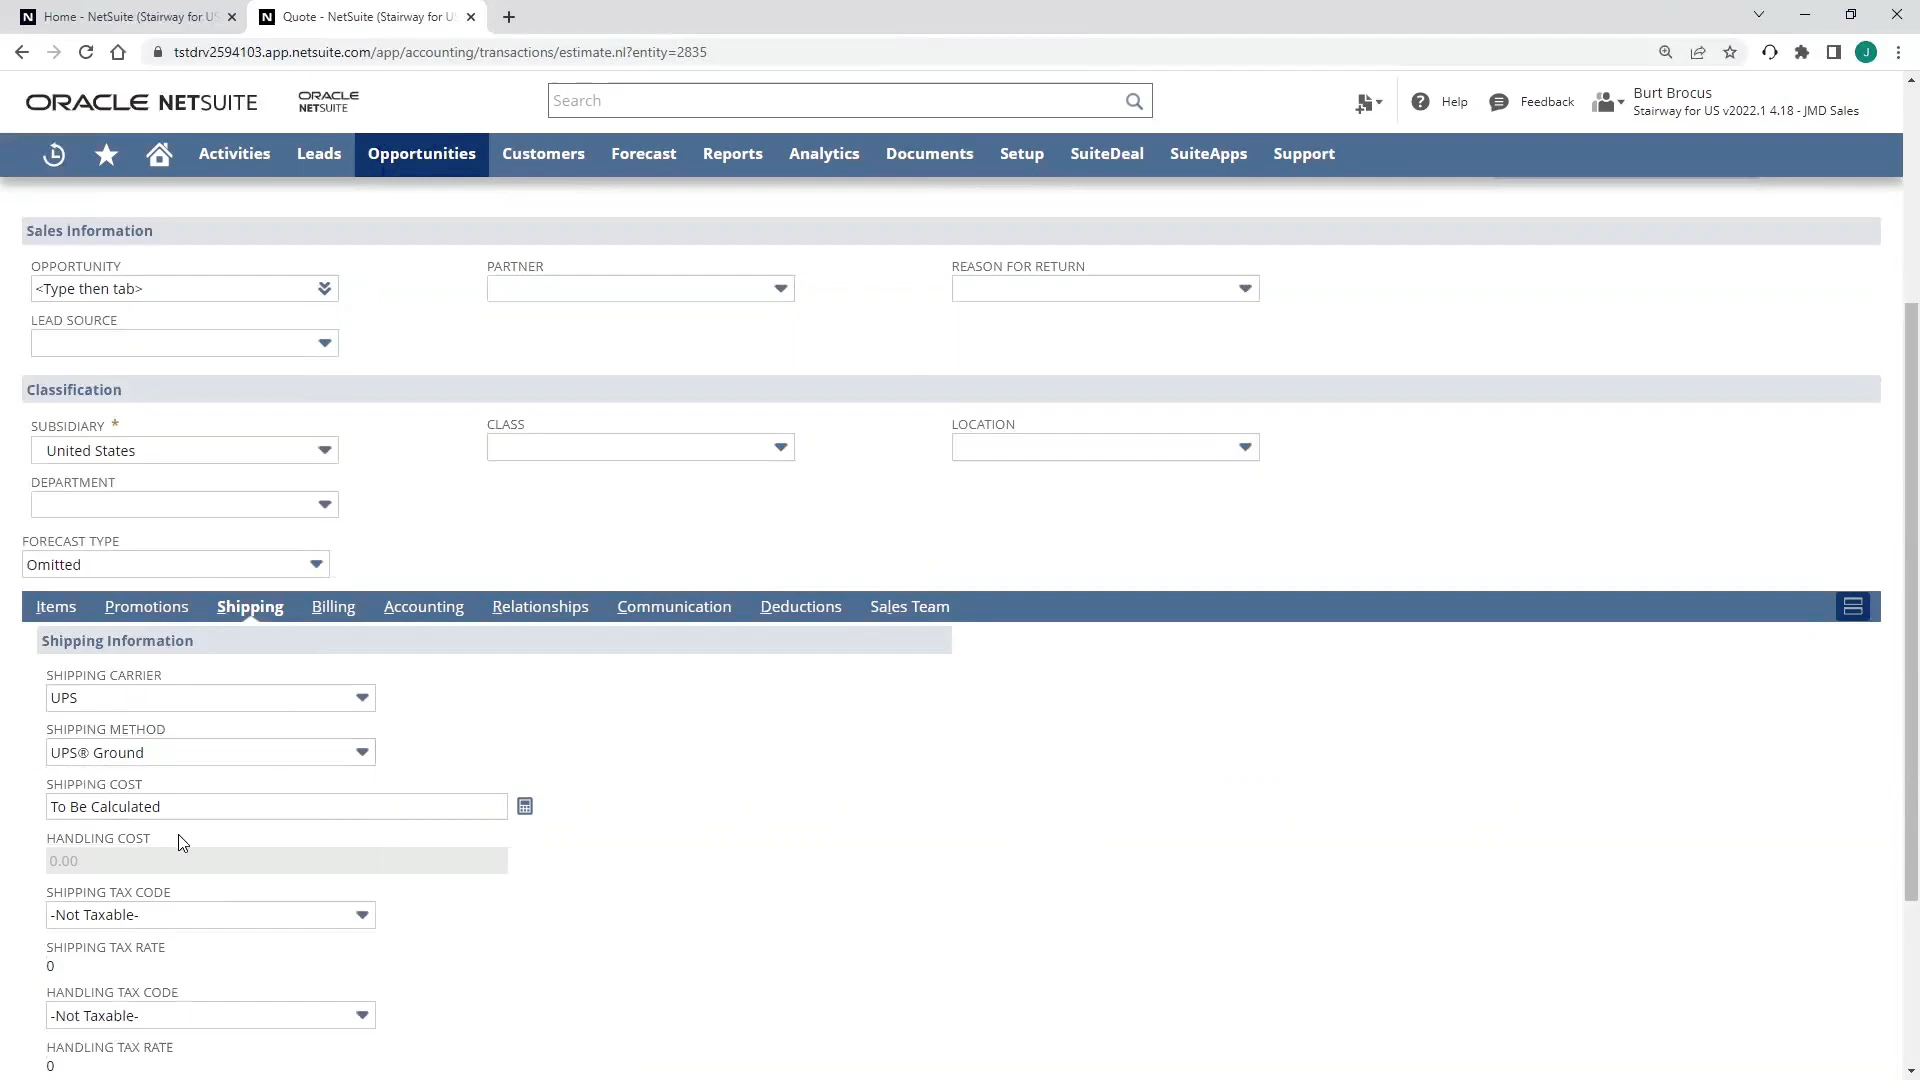 Home - NetSuite (Stairway for US
Quote - NetSuite (Stairway for U
tstdrv2594103.app.netsuite.com/app/accounting/transactions/estimate.nl?entity=2835
J
ORACLE NETSUITE
ORACLE
NETSUITE
Search
Help
Feedback
Burt Brocus
Stairway for US v2022.1 4.18 - JMD Sales
Activities Leads Opportunities Customers Forecast Reports Analytics Documents Setup SuiteDeal SuiteApps Support
Sales Information
OPPORTUNITY
<Type then tab>
PARTNER
REASON FOR RETURN
LEAD SOURCE
Classification
SUBSIDIARY *
United States
CLASS
LOCATION
DEPARTMENT
FORECAST TYPE
Omitted
Items Promotions Shipping Billing Accounting Relationships Communication Deductions Sales Team
Shipping Information
SHIPPING CARRIER
UPS
SHIPPING METHOD
UPS® Ground
SHIPPING COST
To Be Calculated
HANDLING COST
0.00
SHIPPING TAX CODE
-Not Taxable-
SHIPPING TAX RATE
0
HANDLING TAX CODE
-Not Taxable-
HANDLING TAX RATE
0